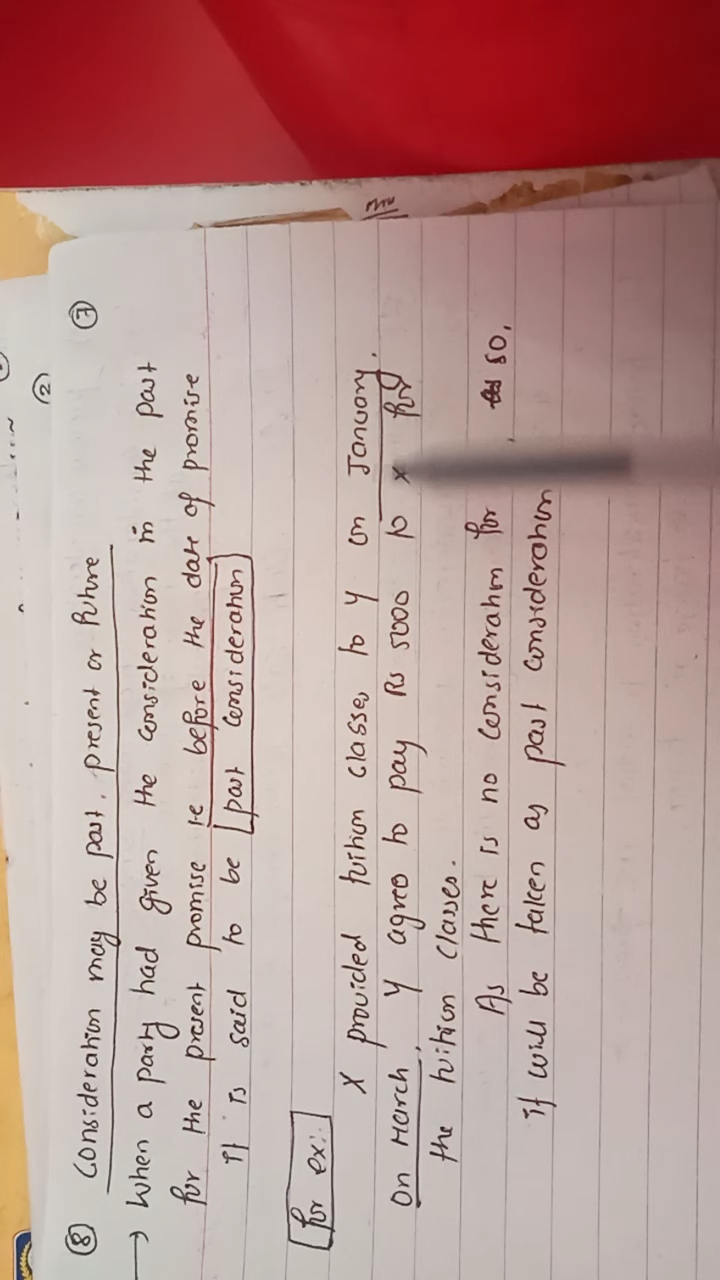 ⑧ Consideration may be past, present or future ⑦
→ When a party had given the consideration in the past
for the present promise ie before the date of promise
it is said to be past consideration
for ex:
X provided tuition classes to Y on January.
On March, Y agree to pay Rs 5000 to x for
the tuition classes.
As there is no consideration for , so,
it will be taken as past consideration
②